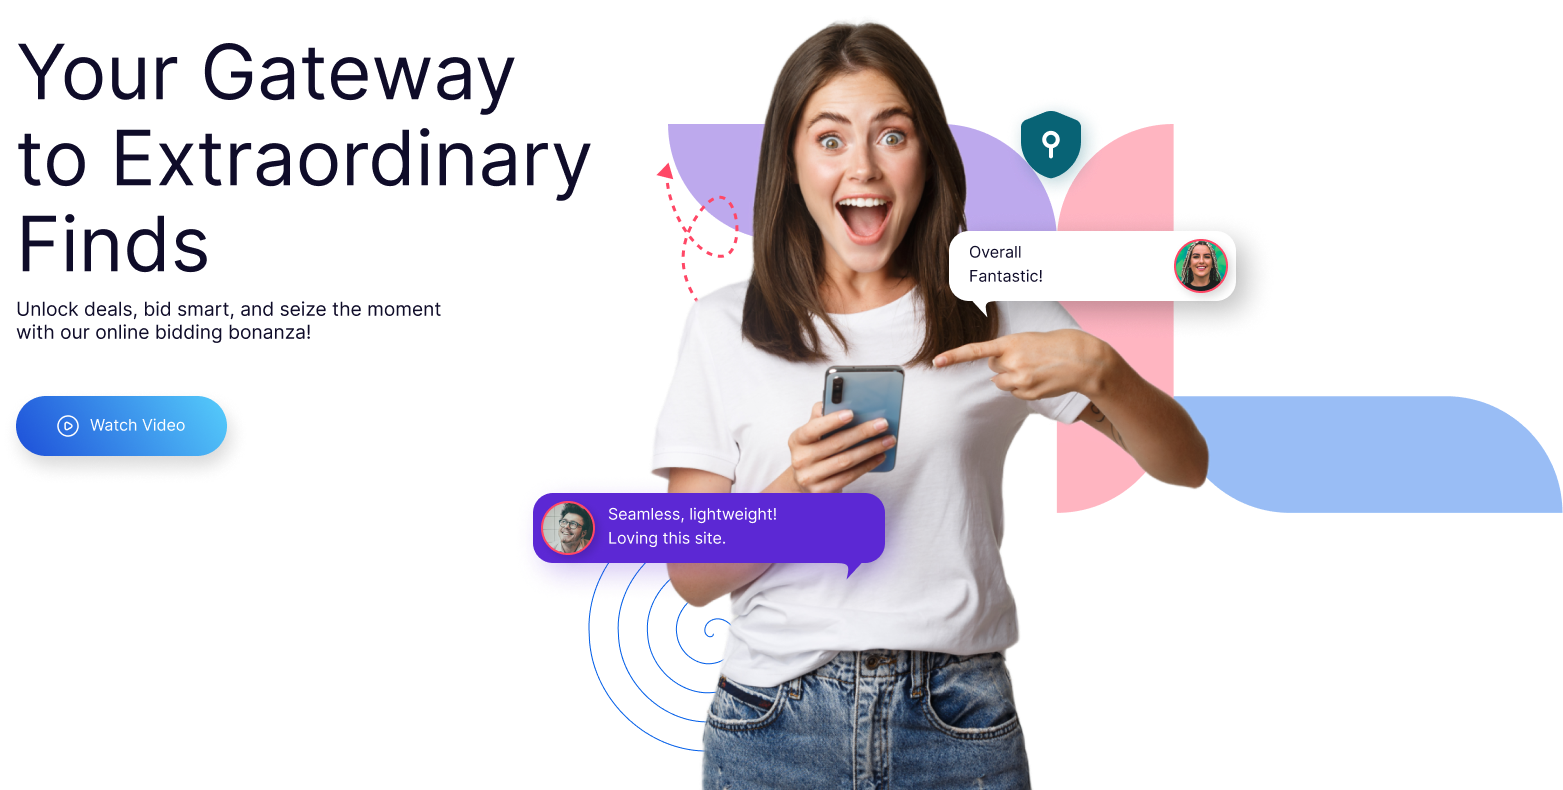 Your Gateway
to Extraordinary
Finds
Unlock deals, bid smart, and seize the moment
with our online bidding bonanza!
Watch Video
Overall
Fantastic!
Seamless, lightweight!
Loving this site.